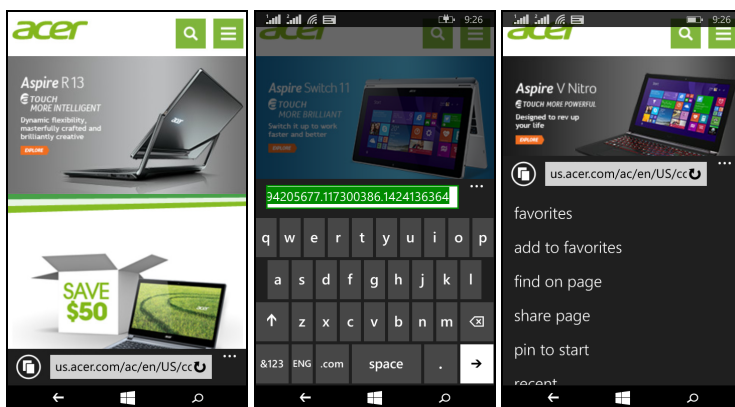 acer
Aspire R 13
TOUCH
MORE INTELLIGENT
Dynamic flexibility,
masterfully crafted and
brilliantly creative
EXPLORE
SAVE
$50
us.acer.com/ac/en/US/cc
...
9:26
acer
Aspire Switch 11
TOUCH
MORE BRILLIANT
Switch it up to work
faster and better
EXPLORE
94205677.117300386.1424136364
...
q w e r t y u i o p
a s d f g h j k l
z x c v b n m
&123 ENG .com space .
9:26
acer
Aspire V Nitro
TOUCH MORE POWERFUL
Designed to rev up
your life
EXPLORE
...
us.acer.com/ac/en/US/cc
favorites
add to favorites
find on page
share page
pin to start
recent